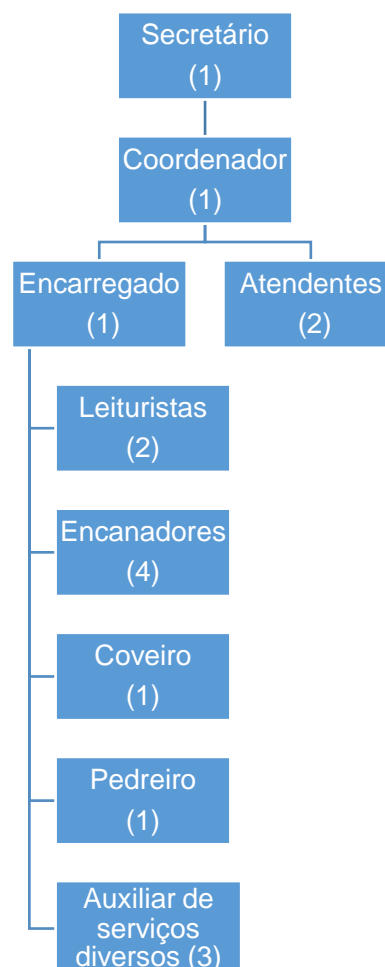 Secretário
(1)
Coordenador
(1)
Encarregado
(1)
Atendentes
(2)
Leituristas
(2)
Encanadores
(4)
Coveiro
(1)
Pedreiro
(1)
Auxiliar de
serviços
diversos (3)